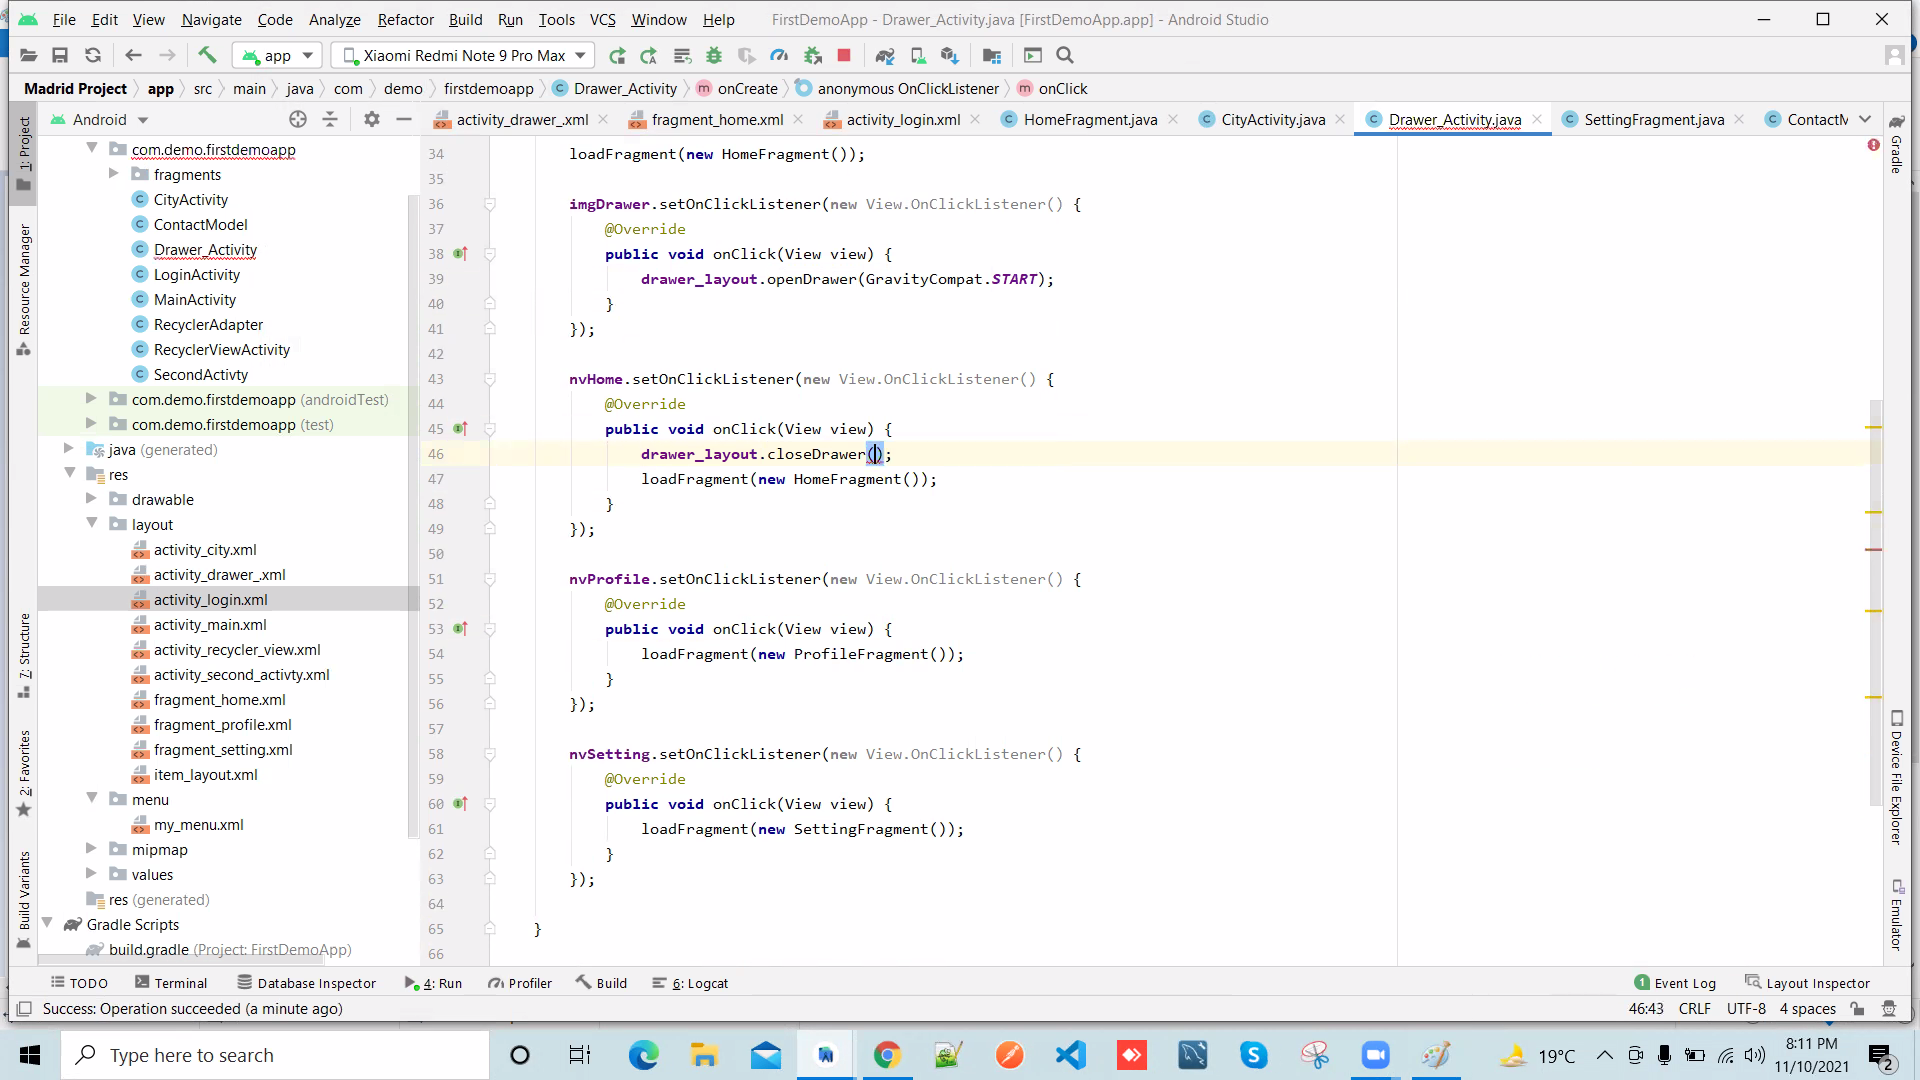 File Edit View Navigate Code Analyze Refactor Build Run Tools VCS Window Help FirstDemoApp - Drawer_Activity.java [FirstDemoApp.app] - Android Studio
app Xiaomi Redmi Note 9 Pro Max
Madrid Project app src main java com demo firstdemoapp Drawer_Activity onCreate anonymous OnClickListener onClick
Android activity_drawer_.xml fragment_home.xml activity_login.xml HomeFragment.java CityActivity.java Drawer_Activity.java SettingFragment.java ContactM
1: Project
Resource Manager
7: Structure
2: Favorites
Build Variants
com.demo.firstdemoapp
fragments
CityActivity
ContactModel
Drawer_Activity
LoginActivity
MainActivity
RecyclerAdapter
RecyclerViewActivity
SecondActivty
com.demo.firstdemoapp (androidTest)
com.demo.firstdemoapp (test)
java (generated)
res
drawable
layout
activity_city.xml
activity_drawer_.xml
activity_login.xml
activity_main.xml
activity_recycler_view.xml
activity_second_activty.xml
fragment_home.xml
fragment_profile.xml
fragment_setting.xml
item_layout.xml
menu
my_menu.xml
mipmap
values
res (generated)
Gradle Scripts
build.gradle (Project: FirstDemoApp)
34 loadFragment(new HomeFragment());
35
36 imgDrawer.setOnClickListener(new View.OnClickListener() {
37 @Override
38 public void onClick(View view) {
39 drawer_layout.openDrawer(GravityCompat.START);
40 }
41 });
42
43 nvHome.setOnClickListener(new View.OnClickListener() {
44 @Override
45 public void onClick(View view) {
46 drawer_layout.closeDrawer();
47 loadFragment(new HomeFragment());
48 }
49 });
50
51 nvProfile.setOnClickListener(new View.OnClickListener() {
52 @Override
53 public void onClick(View view) {
54 loadFragment(new ProfileFragment());
55 }
56 });
57
58 nvSetting.setOnClickListener(new View.OnClickListener() {
59 @Override
60 public void onClick(View view) {
61 loadFragment(new SettingFragment());
62 }
63 });
64
65 }
66
Gradle
Device File Explorer
Emulator
TODO Terminal Database Inspector 4: Run Profiler Build 6: Logcat 1 Event Log Layout Inspector
Success: Operation succeeded (a minute ago) 46:43 CRLF UTF-8 4 spaces
Type here to search 19°C 8:11 PM
11/10/2021 2